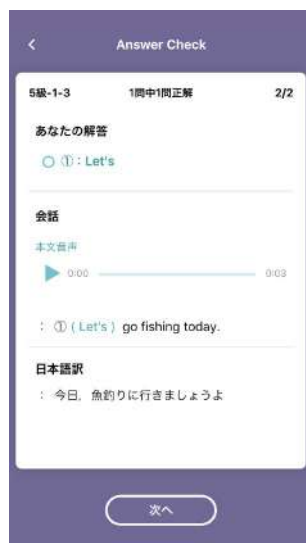 Answer Check
5級-1-3 1問中1問正解 2/2
あなたの解答
○ ①：Let's
会話
本文音声
0:00 0:03
： ① ( Let's ) go fishing today.
日本語訳
： 今日，魚釣りに行きましょうよ
次へ